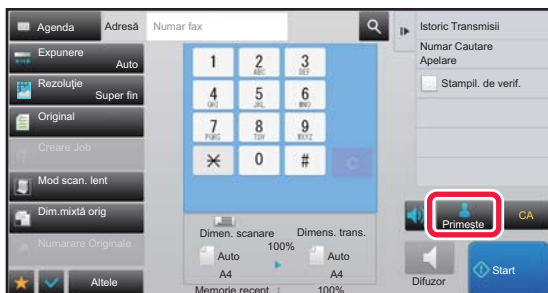 Agenda
Adresă
Numar fax
Istoric Transmisii
Expunere
Auto
Numar Cautare
Apelare
Rezoluţie
Super fin
Stampil. de verif.
Original
Creare Job
Mod scan. lent
Dim.mixtă orig
Numarare Originale
Altele
1
2
ABC
3
DEF
4
GHI
5
JKL
6
MNO
7
PQRS
8
TUV
9
WXYZ
0
#
C
Dimen. scanare
Dimens. trans.
100%
Auto
A4
Auto
A4
Memorie recept. :
100%
Primeşte
CA
Difuzor
Start